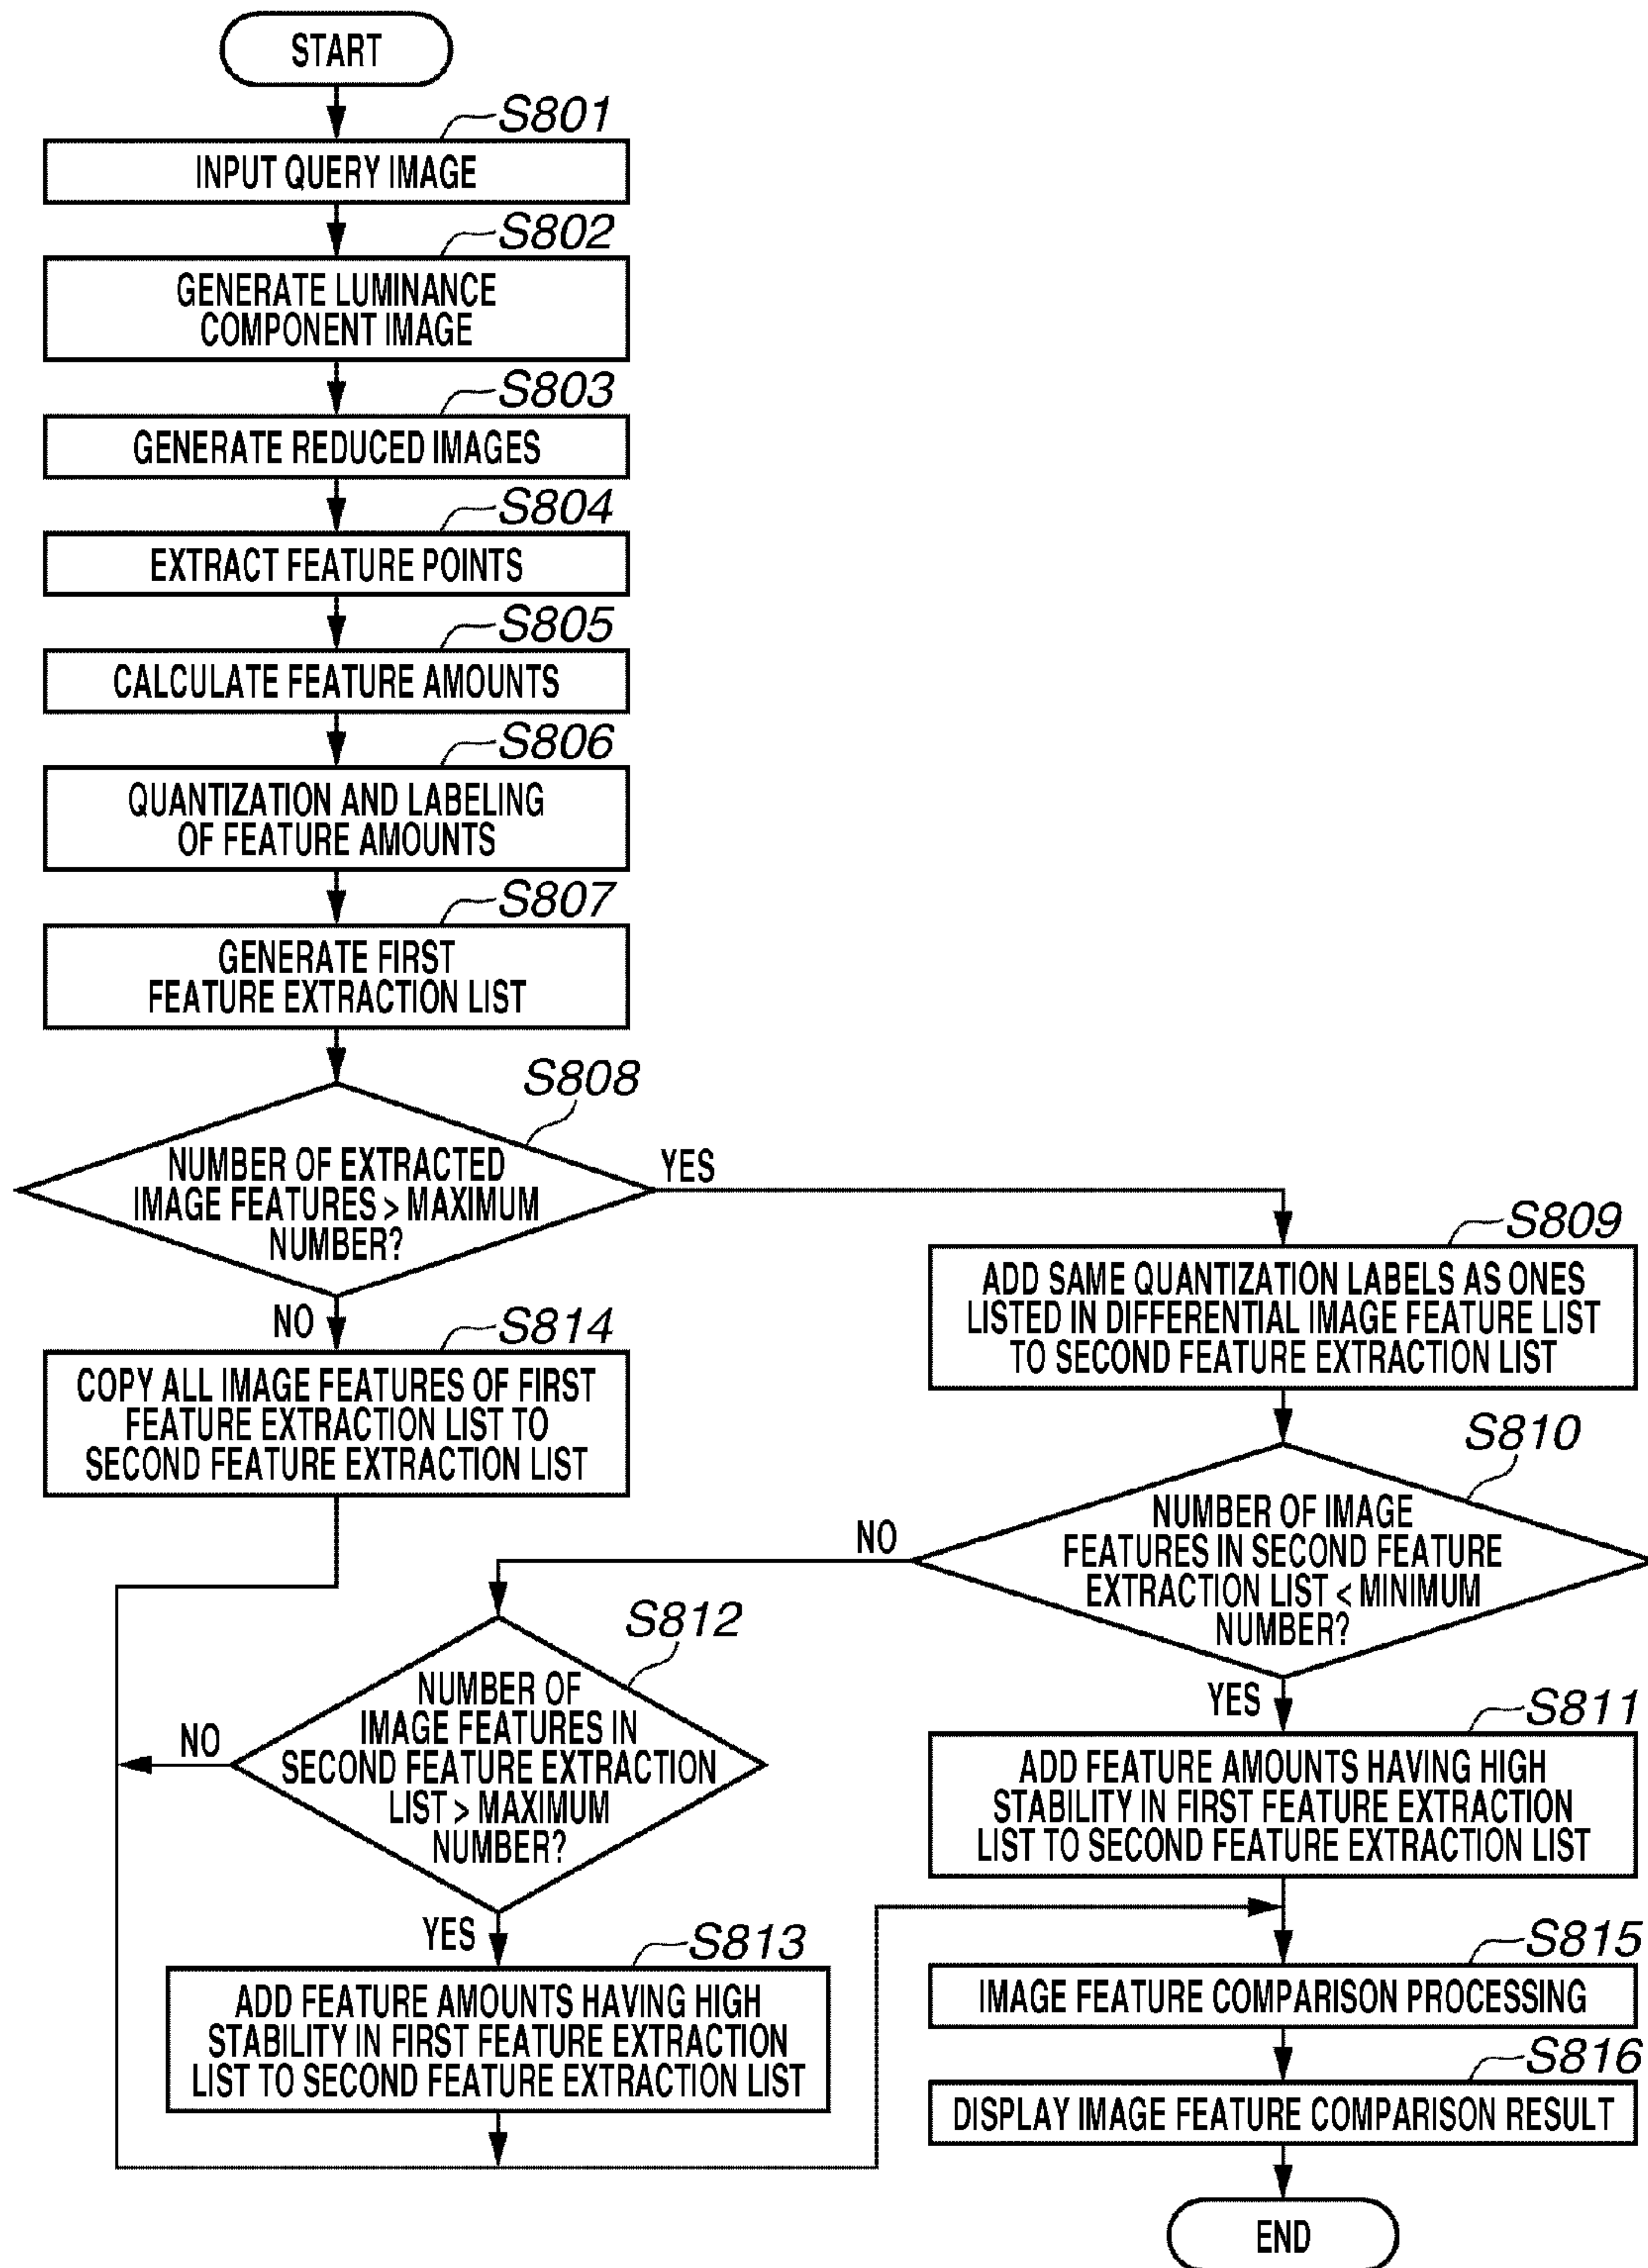 START
S801
INPUT QUERY IMAGE
S802
GENERATE LUMINANCE
COMPONENT IMAGE
S803
GENERATE REDUCED IMAGES
S804
EXTRACT FEATURE POINTS
S805
CALCULATE FEATURE AMOUNTS
S806
QUANTIZATION AND LABELING
OF FEATURE AMOUNTS
S807
GENERATE FIRST
FEATURE EXTRACTION LIST
S808
NUMBER OF EXTRACTED
IMAGE FEATURES > MAXIMUM
NUMBER?
YES
NO
S809
ADD SAME QUANTIZATION LABELS AS ONES
LISTED IN DIFFERENTIAL IMAGE FEATURE LIST
TO SECOND FEATURE EXTRACTION LIST
S814
COPY ALL IMAGE FEATURES OF FIRST
FEATURE EXTRACTION LIST TO
SECOND FEATURE EXTRACTION LIST
S810
NUMBER OF IMAGE
FEATURES IN SECOND FEATURE
EXTRACTION LIST < MINIMUM
NUMBER?
NO
YES
S812
NUMBER OF
IMAGE FEATURES IN
SECOND FEATURE EXTRACTION
LIST > MAXIMUM
NUMBER?
NO
YES
S811
ADD FEATURE AMOUNTS HAVING HIGH
STABILITY IN FIRST FEATURE EXTRACTION
LIST TO SECOND FEATURE EXTRACTION LIST
S813
ADD FEATURE AMOUNTS HAVING HIGH
STABILITY IN FIRST FEATURE EXTRACTION
LIST TO SECOND FEATURE EXTRACTION LIST
S815
IMAGE FEATURE COMPARISON PROCESSING
S816
DISPLAY IMAGE FEATURE COMPARISON RESULT
END